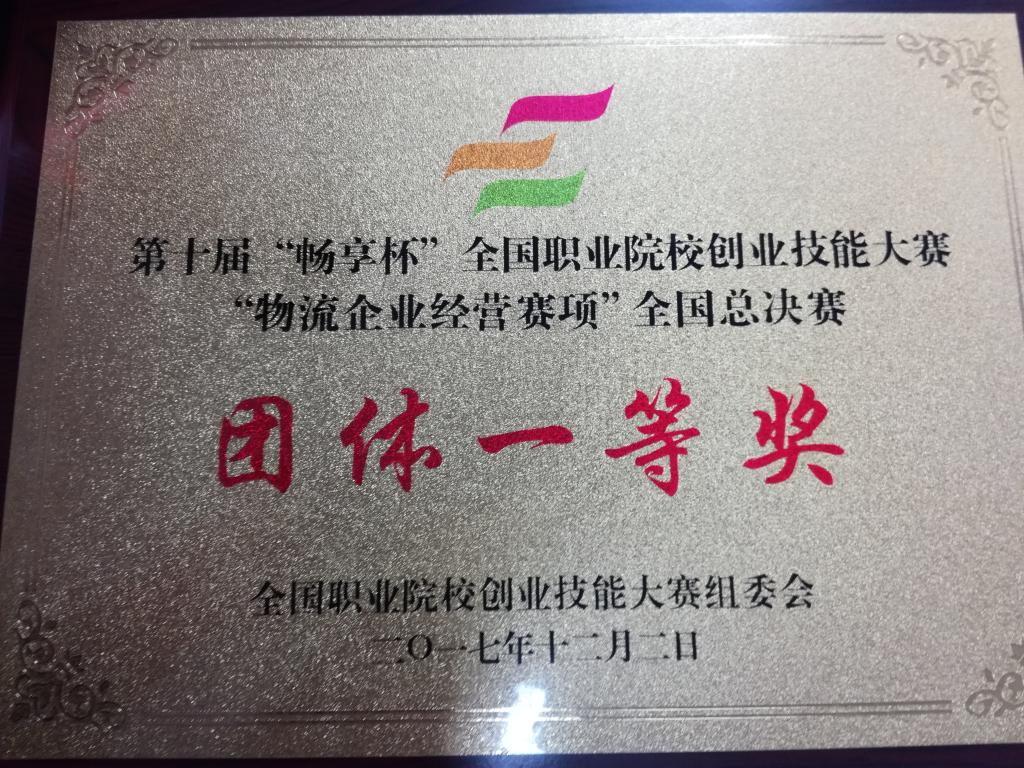 第十届“畅享杯”全国职业院校创业技能大赛
“物流企业经营赛项”全国总决赛
团体一等奖
全国职业院校创业技能大赛组委会
二〇一七年十二月二日